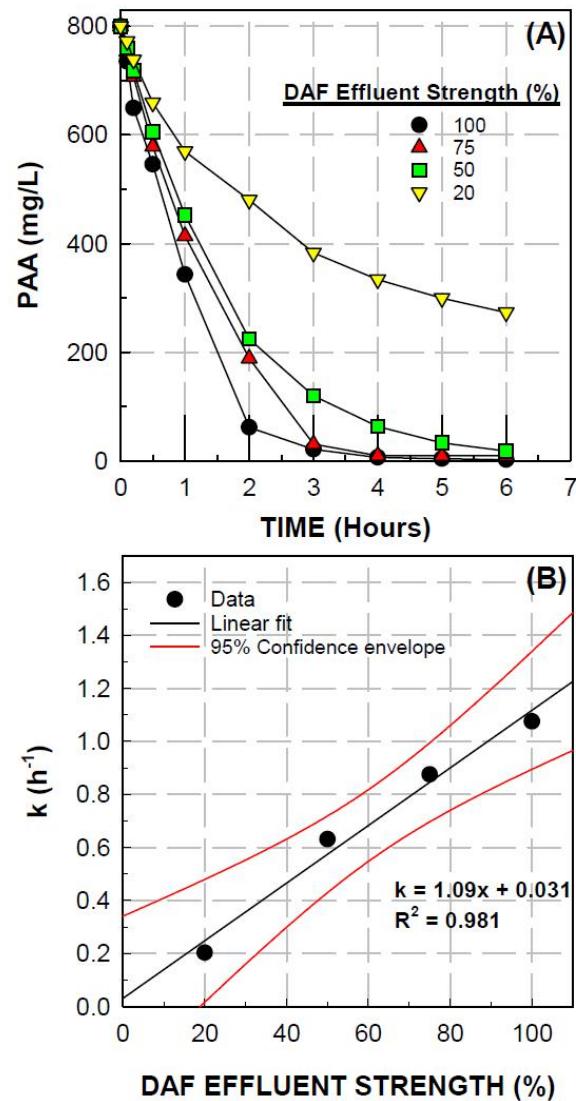 (A)
DAF Effluent Strength (%)
100
75
50
20
PAA (mg/L)
800
600
400
200
0
0 1 2 3 4 5 6 7
TIME (Hours)
(B)
Data
Linear fit
95% Confidence envelope
k (h⁻¹)
1.6
1.4
1.2
1.0
0.8
0.6
0.4
0.2
0.0
k = 1.09x + 0.031
R² = 0.981
0 20 40 60 80 100
DAF EFFLUENT STRENGTH (%)